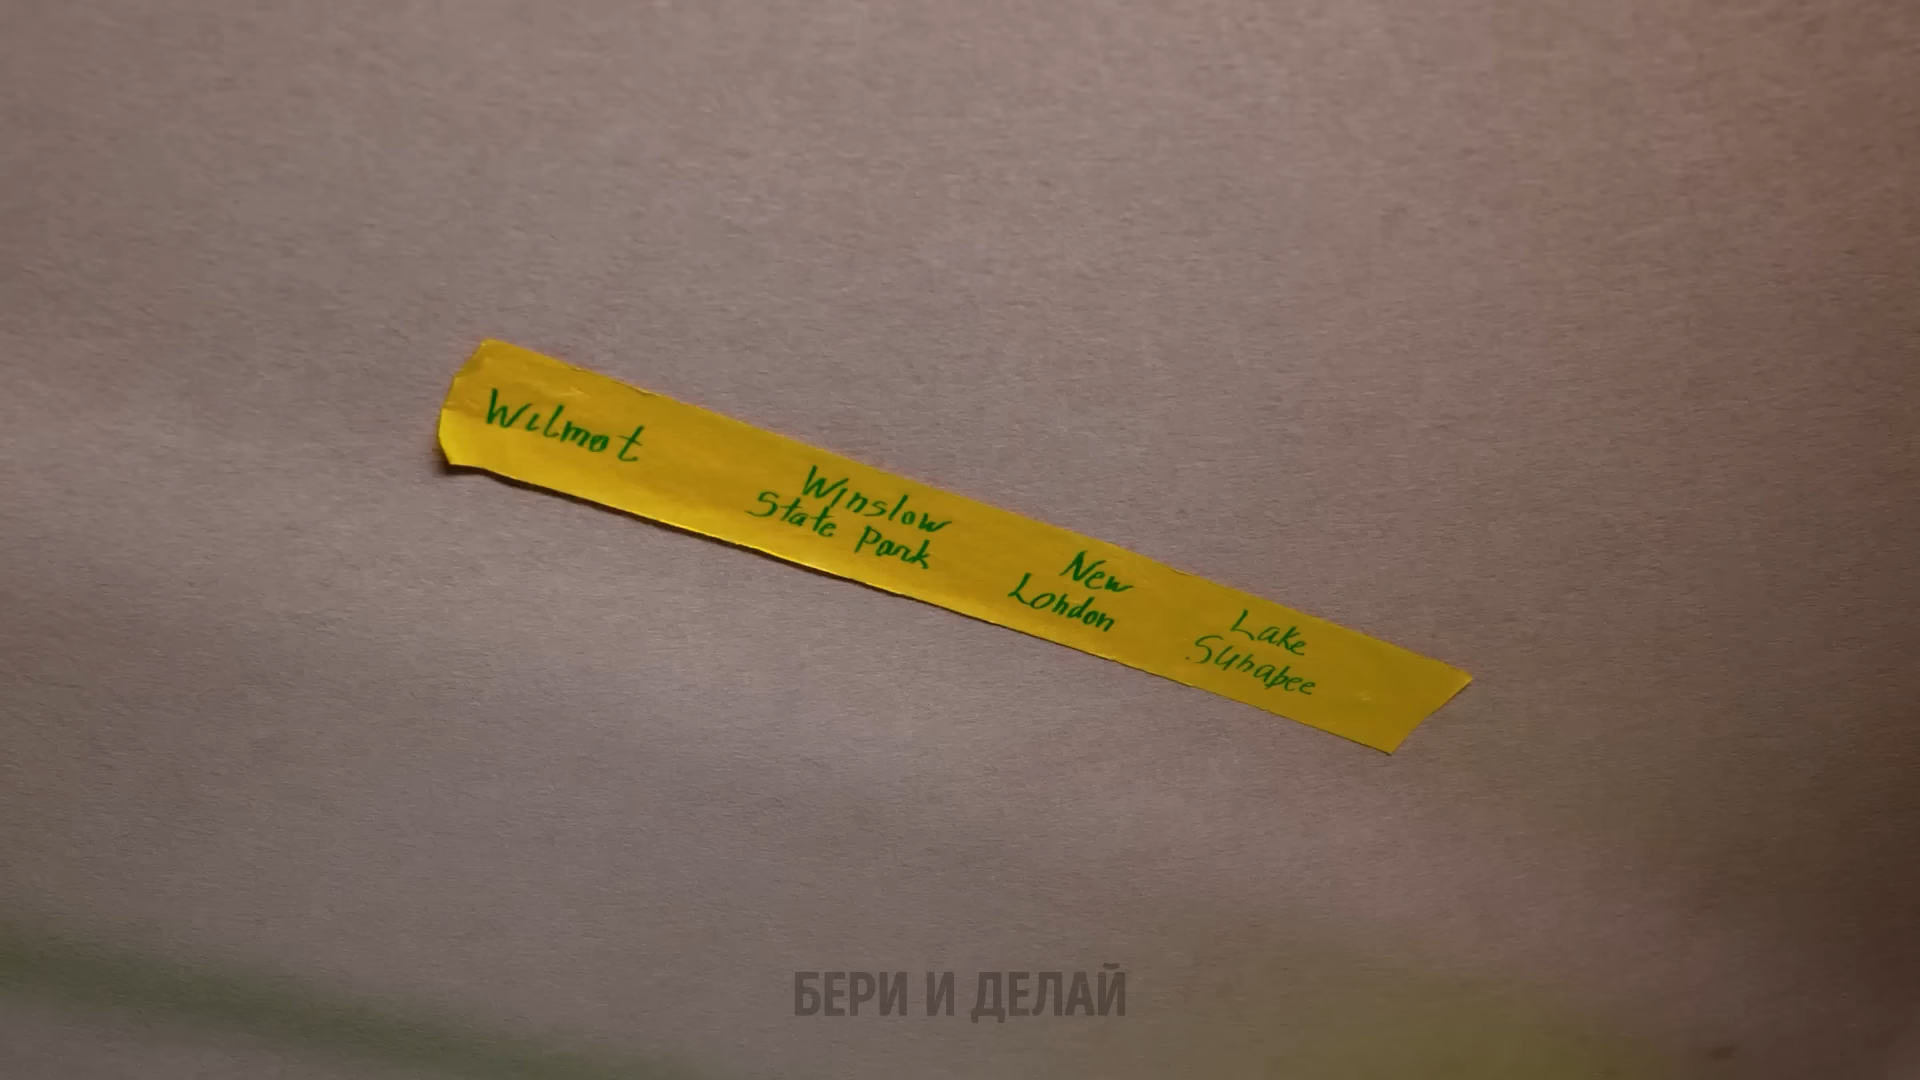 Wilmot
Winslow
State Park
New
London
Lake
Sunapee
БЕРИ И ДЕЛАЙ